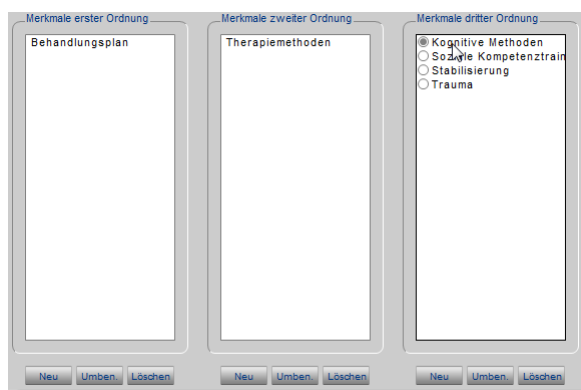 Merkmale erster Ordnung
Behandlungsplan
Neu Umben. Löschen
Merkmale zweiter Ordnung
Therapiemethoden
Neu Umben. Löschen
Merkmale dritter Ordnung
Kognitive Methoden
Soziale Kompetenztrain
Stabilisierung
Trauma
Neu Umben. Löschen